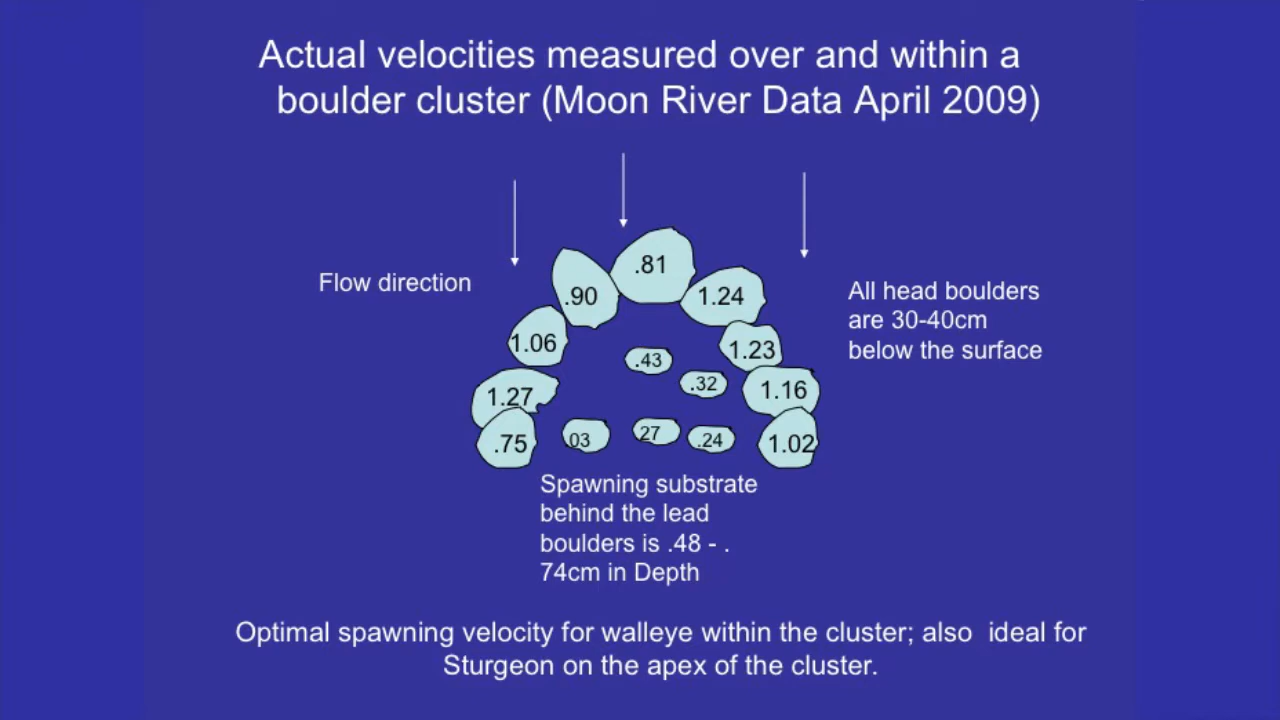 Actual velocities measured over and within a
boulder cluster (Moon River Data April 2009)
Flow direction
.81
.90
1.24
All head boulders
are 30-40cm
below the surface
1.06
1.23
.43
.32
1.27
1.16
.75
03
27
.24
1.02
Spawning substrate
behind the lead
boulders is .48 - .
74cm in Depth
Optimal spawning velocity for walleye within the cluster; also ideal for
Sturgeon on the apex of the cluster.